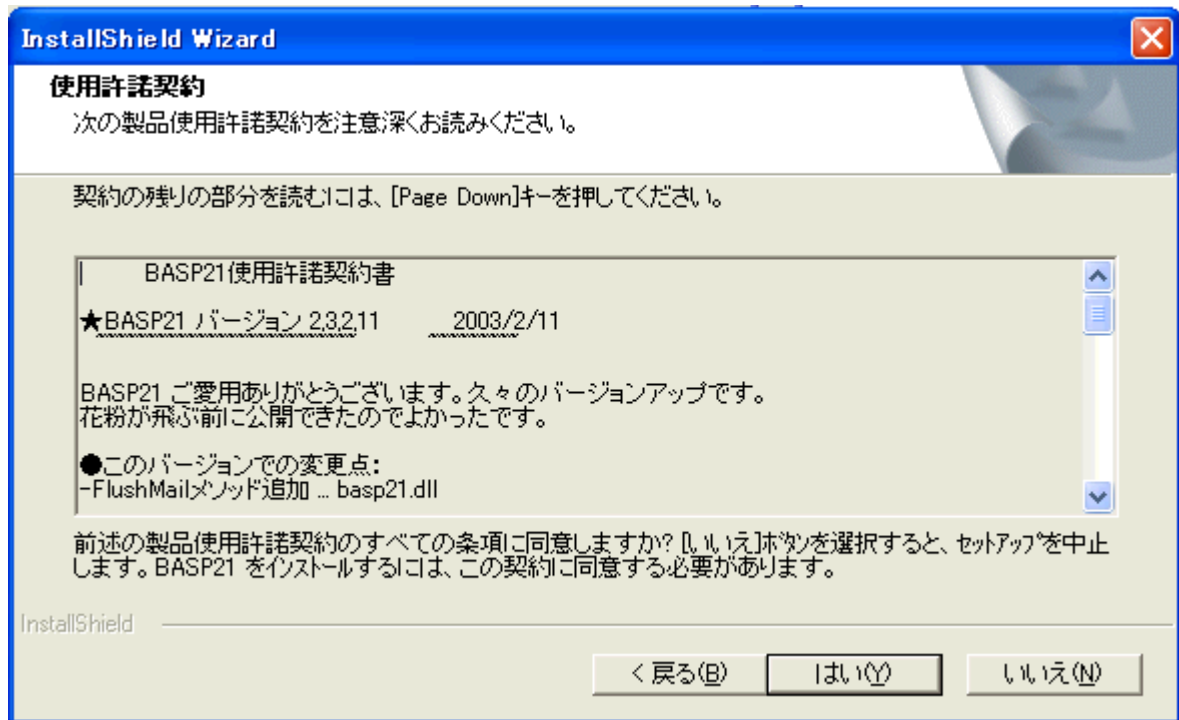 InstallShield Wizard
使用許諾契約
次の製品使用許諾契約を注意深くお読みください。
契約の残りの部分を読むには、[Page Down]キーを押してください。
BASP21使用許諾契約書
★BASP21 バージョン 2,3,2,11 2003/2/11
BASP21 ご愛用ありがとうございます。久々のバージョンアップです。
花粉が飛ぶ前に公開できたのでよかったです。
●このバージョンでの変更点:
-FlushMailメソッド追加 ... basp21.dll
前述の製品使用許諾契約のすべての条項に同意しますか? [いいえ]ボタンを選択すると、セットアップを中止
します。BASP21 をインストールするには、この契約に同意する必要があります。
InstallShield
< 戻る(B) はい(Y) いいえ(N)